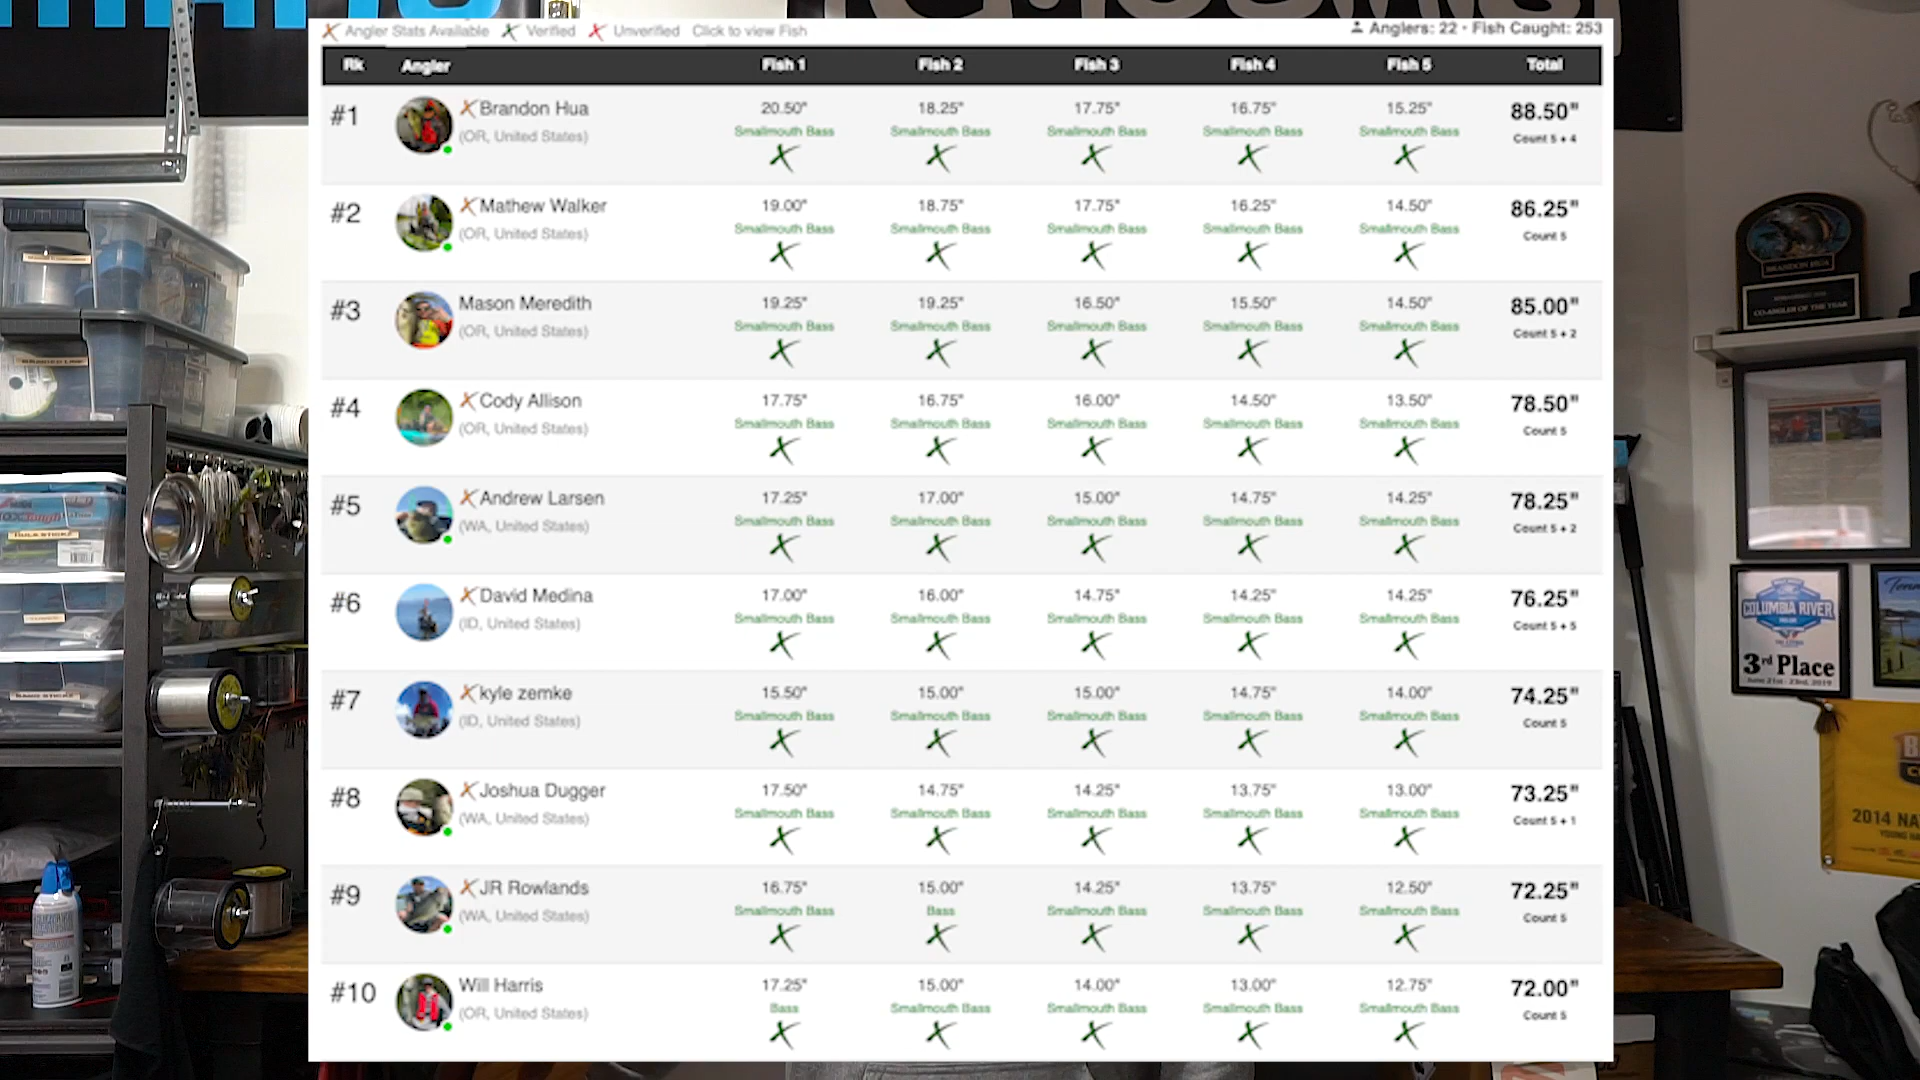 Angler Stats Available Verified Unverified Click to view Fish Anglers: 22 • Fish Caught: 253
Rk Angler Fish 1 Fish 2 Fish 3 Fish 4 Fish 5 Total
#1 Brandon Hua 20.50" 18.25" 17.75" 16.75" 15.25" 88.50"
(OR, United States) Smallmouth Bass Smallmouth Bass Smallmouth Bass Smallmouth Bass Smallmouth Bass Count 5 + 4
#2 Mathew Walker 19.00" 18.75" 17.75" 16.25" 14.50" 86.25"
(OR, United States) Smallmouth Bass Smallmouth Bass Smallmouth Bass Smallmouth Bass Smallmouth Bass Count 5
#3 Mason Meredith 19.25" 19.25" 16.50" 15.50" 14.50" 85.00"
(OR, United States) Smallmouth Bass Smallmouth Bass Smallmouth Bass Smallmouth Bass Smallmouth Bass Count 5 + 2
#4 Cody Allison 17.75" 16.75" 16.00" 14.50" 13.50" 78.50"
(OR, United States) Smallmouth Bass Smallmouth Bass Smallmouth Bass Smallmouth Bass Smallmouth Bass Count 5
#5 Andrew Larsen 17.25" 17.00" 15.00" 14.75" 14.25" 78.25"
(WA, United States) Smallmouth Bass Smallmouth Bass Smallmouth Bass Smallmouth Bass Smallmouth Bass Count 5 + 2
#6 David Medina 17.00" 16.00" 14.75" 14.25" 14.25" 76.25"
(ID, United States) Smallmouth Bass Smallmouth Bass Smallmouth Bass Smallmouth Bass Smallmouth Bass Count 5 + 5
#7 kyle zemke 15.50" 15.00" 15.00" 14.75" 14.00" 74.25"
(ID, United States) Smallmouth Bass Smallmouth Bass Smallmouth Bass Smallmouth Bass Smallmouth Bass Count 5
#8 Joshua Dugger 17.50" 14.75" 14.25" 13.75" 13.00" 73.25"
(WA, United States) Smallmouth Bass Smallmouth Bass Smallmouth Bass Smallmouth Bass Smallmouth Bass Count 5 + 1
#9 JR Rowlands 16.75" 15.00" 14.25" 13.75" 12.50" 72.25"
(WA, United States) Smallmouth Bass Bass Smallmouth Bass Smallmouth Bass Smallmouth Bass Count 5
#10 Will Harris 17.25" 15.00" 14.00" 13.00" 12.75" 72.00"
(OR, United States) Bass Smallmouth Bass Smallmouth Bass Smallmouth Bass Smallmouth Bass Count 5
BRANDON HUA
CO-ANGLER OF THE YEAR
COLUMBIA RIVER
3rd Place
June 21st - 23rd, 2019
2014 NAT